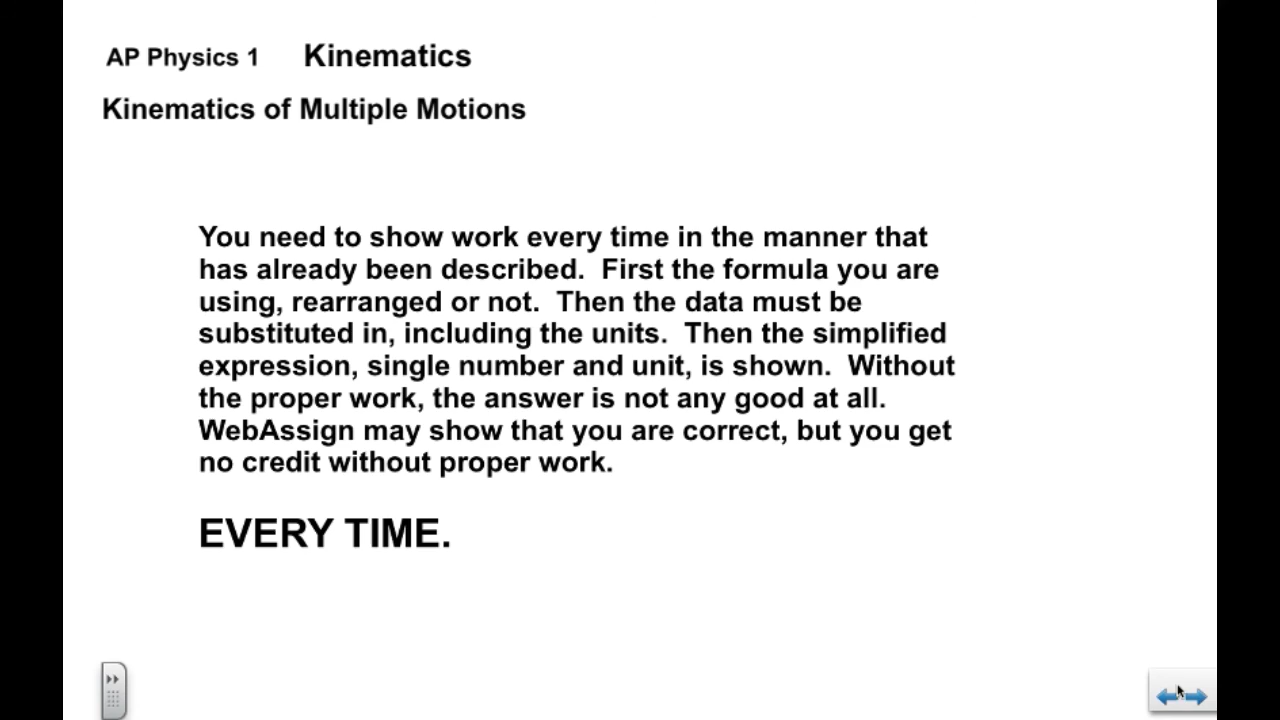 AP Physics 1 Kinematics
Kinematics of Multiple Motions
You need to show work every time in the manner that
has already been described. First the formula you are
using, rearranged or not. Then the data must be
substituted in, including the units. Then the simplified
expression, single number and unit, is shown. Without
the proper work, the answer is not any good at all.
WebAssign may show that you are correct, but you get
no credit without proper work.
EVERY TIME.